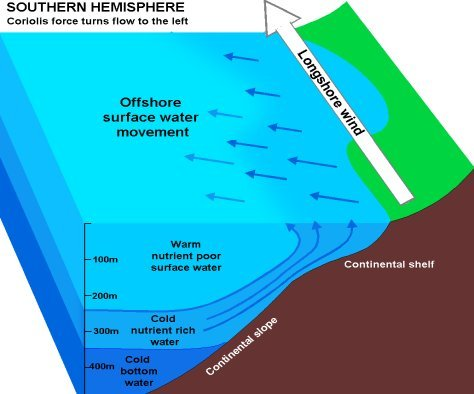 SOUTHERN HEMISPHERE
Coriolis force turns flow to the left
Longshore wind
Offshore
surface water
movement
Warm
nutrient poor
surface water
100m
Continental shelf
200m
Cold
nutrient rich
water
300m
Continental slope
Cold
bottom
water
400m